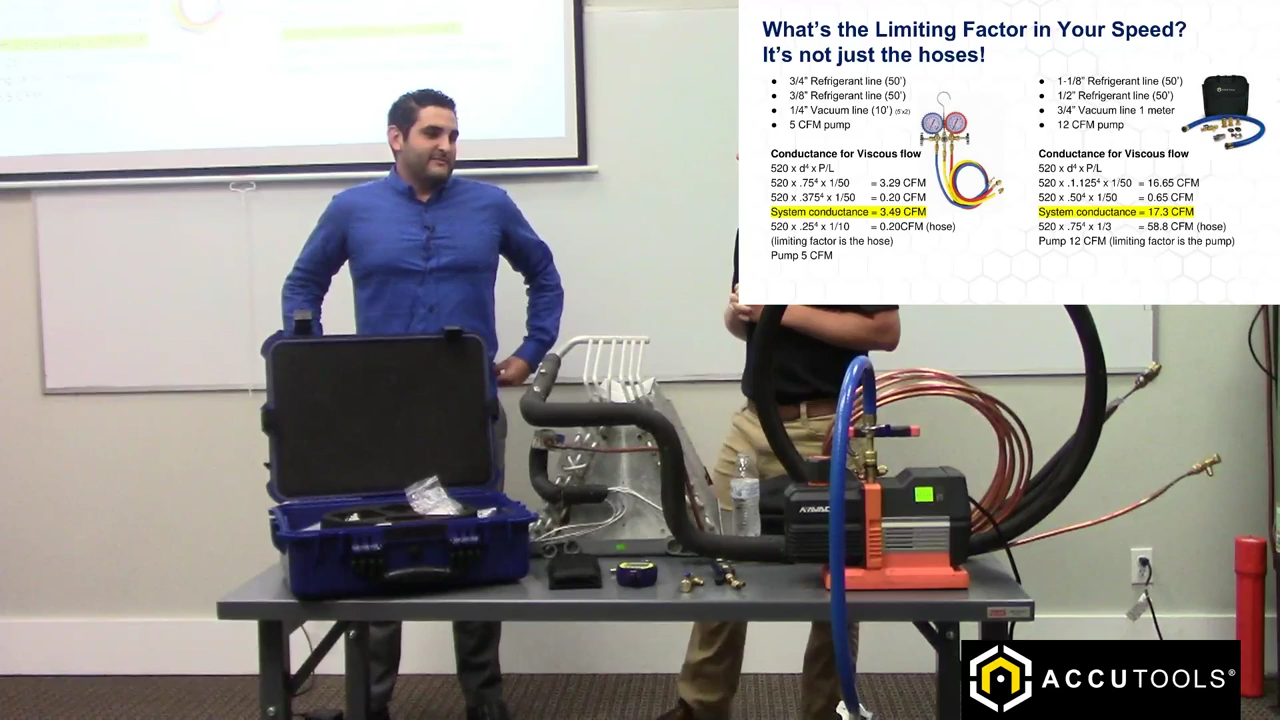 What's the Limiting Factor in Your Speed?
It's not just the hoses!
• 3/4" Refrigerant line (50')
• 3/8" Refrigerant line (50')
• 1/4" Vacuum line (10') (5'x2)
• 5 CFM pump
Conductance for Viscous flow
520 x d⁴ x P/L
520 x .75⁴ x 1/50 = 3.29 CFM
520 x .375⁴ x 1/50 = 0.20 CFM
System conductance = 3.49 CFM
520 x .25⁴ x 1/10 = 0.20CFM (hose)
(limiting factor is the hose)
Pump 5 CFM
• 1-1/8" Refrigerant line (50')
• 1/2" Refrigerant line (50')
• 3/4" Vacuum line 1 meter
• 12 CFM pump
Conductance for Viscous flow
520 x d⁴ x P/L
520 x .1.125⁴ x 1/50 = 16.65 CFM
520 x .50⁴ x 1/50 = 0.65 CFM
System conductance = 17.3 CFM
520 x .75⁴ x 1/3 = 58.8 CFM (hose)
Pump 12 CFM (limiting factor is the pump)
ACCUTOOLS®